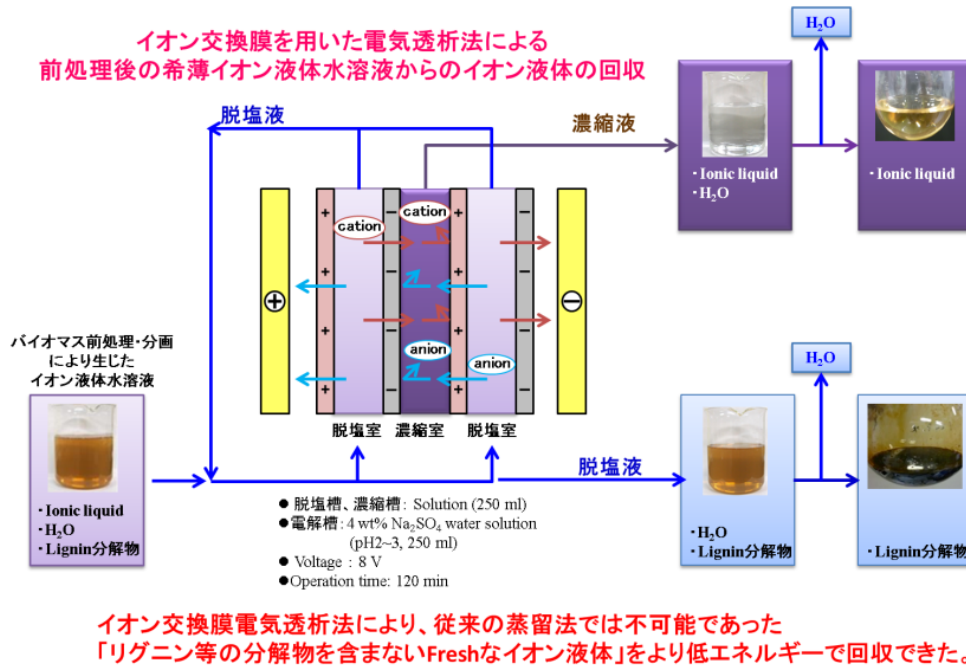 イオン交換膜を用いた電気透析法による
前処理後の希薄イオン液体水溶液からのイオン液体の回収
H₂O
脱塩液
濃縮液
・Ionic liquid
・H₂O
・Ionic liquid
+ − + −
cation
cation
+ − + −
⊕
⊖
+ − + −
anion
anion
+ − + −
脱塩室 濃縮室 脱塩室
バイオマス前処理・分画
により生じた
イオン液体水溶液
・Ionic liquid
・H₂O
・Lignin分解物
H₂O
脱塩液
・H₂O
・Lignin分解物
・Lignin分解物
● 脱塩槽、濃縮槽: Solution (250 ml)
●電解槽: 4 wt% Na₂SO₄ water solution
(pH2~3, 250 ml)
● Voltage : 8 V
●Operation time: 120 min
イオン交換膜電気透析法により、従来の蒸留法では不可能であった
「リグニン等の分解物を含まないFreshなイオン液体」をより低エネルギーで回収できた。